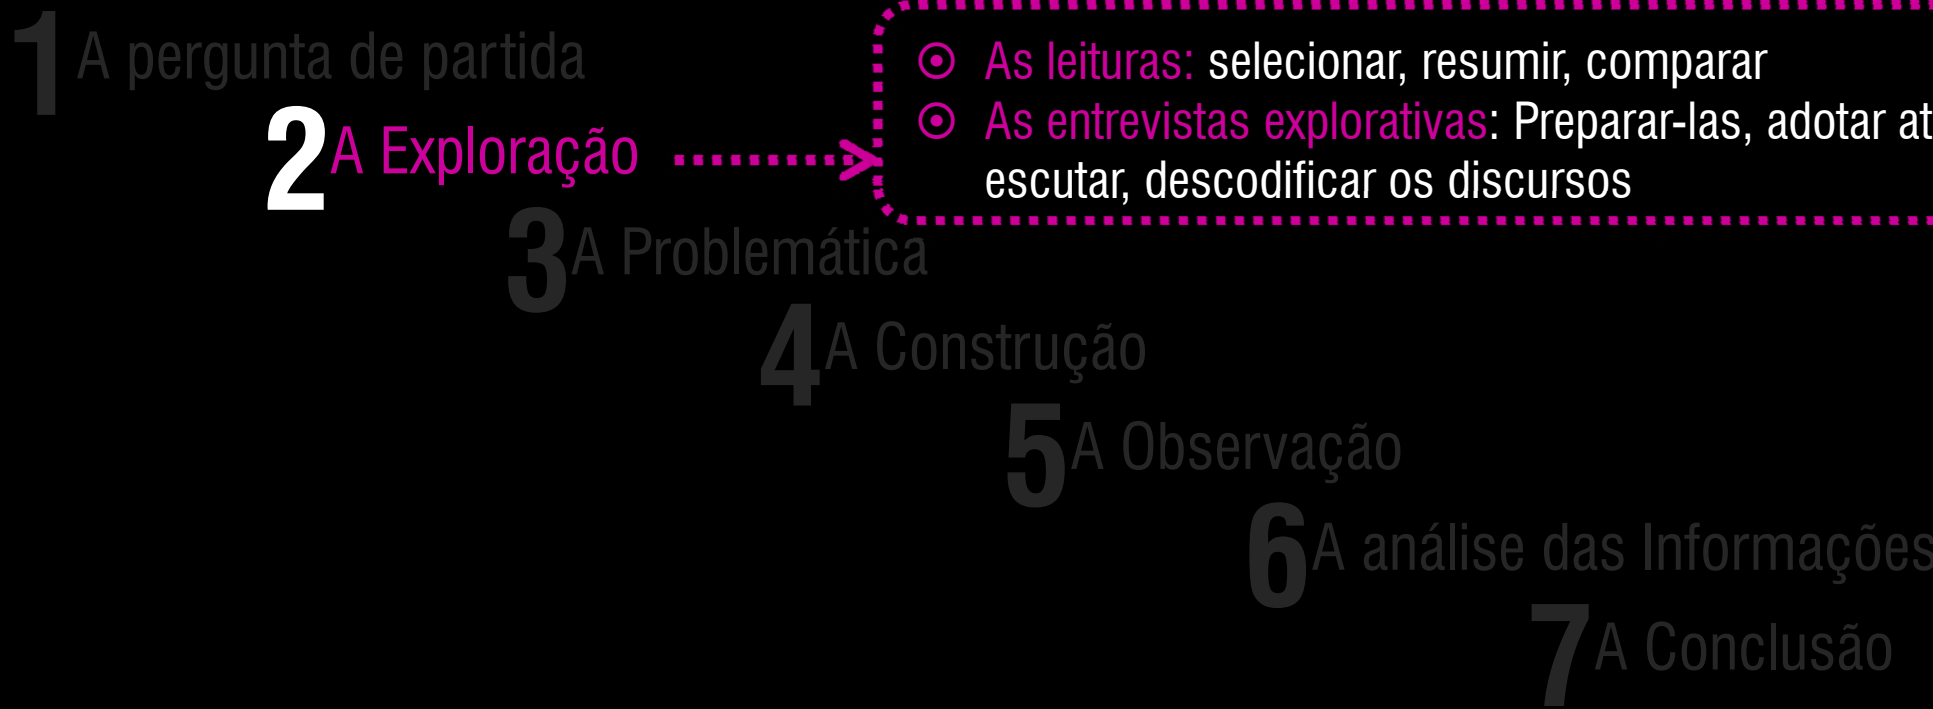 1 A pergunta de partida
2 A Exploração
As leituras: selecionar, resumir, comparar
As entrevistas explorativas: Preparar-las, adotar
escutar, descodificar os discursos
3 A Problemática
4 A Construção
5 A Observação
6 A análise das Informações
7 A Conclusão